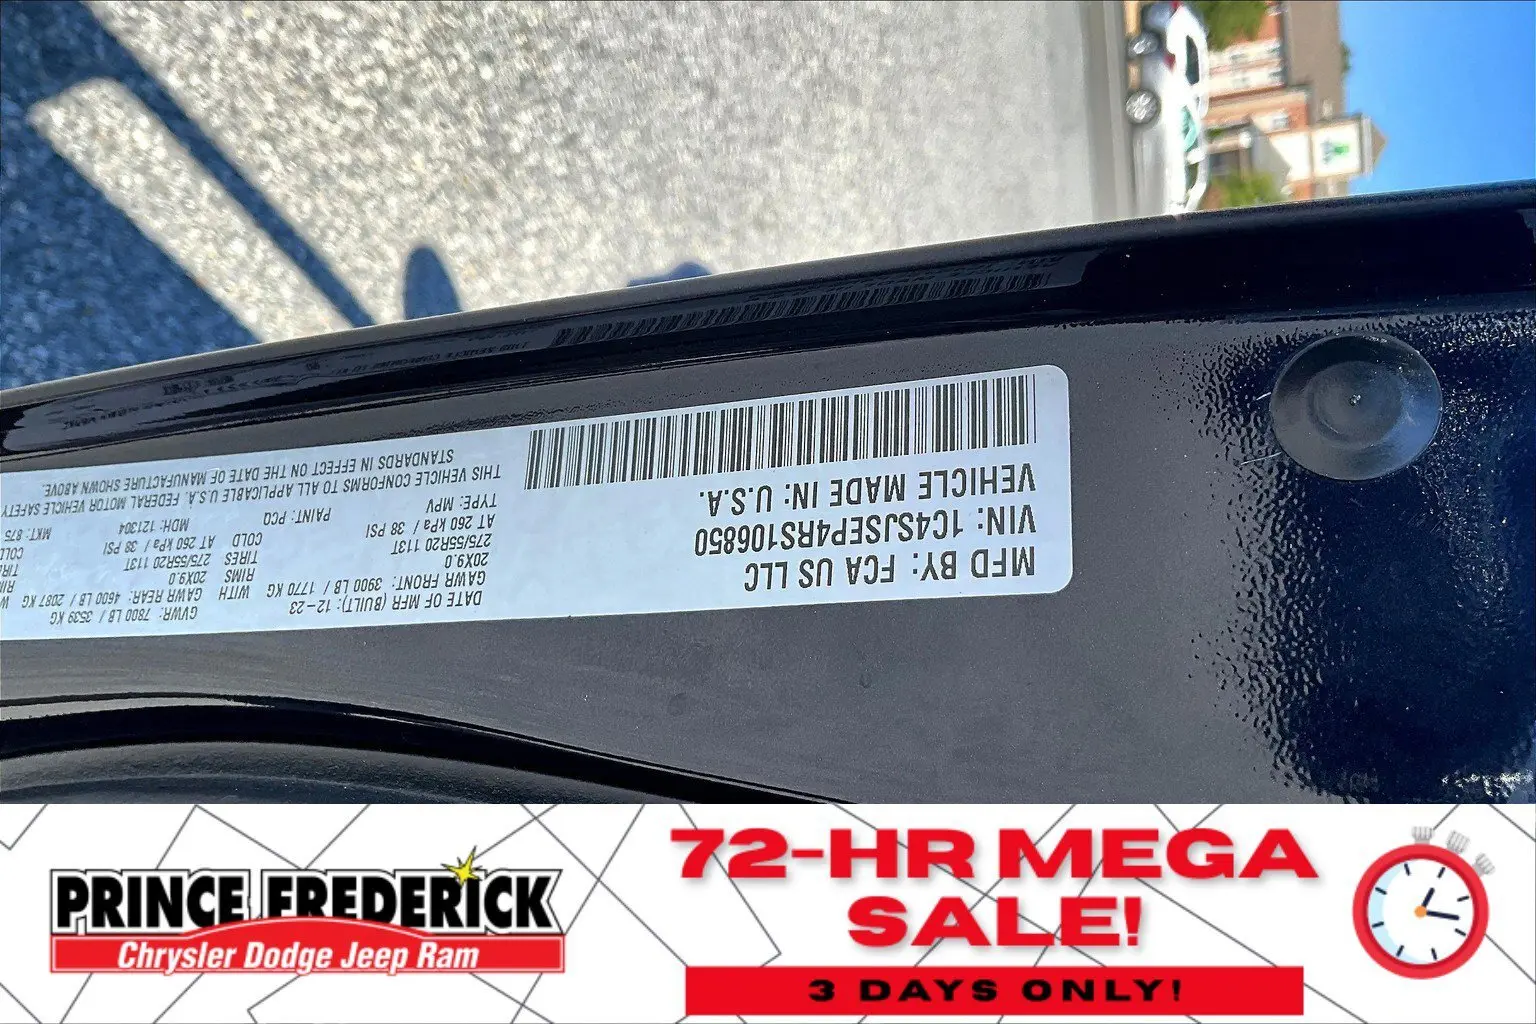 MFD BY: FCA US LLC
VIN: 1C4SJSEP4RS106850
VEHICLE MADE IN: U.S.A.
DATE OF MFR (BUILT): 12-23
GAWR FRONT: 3900 LB / 1770 KG WITH
20X9.0 RIMS
275/55R20 113T TIRES
AT 260 kPa / 38 PSI COLD
TYPE: MPV PAINT: PCQ
GVWR: 7800 LB / 3539 KG
GAWR REAR: 4600 LB / 2087 KG
20X9.0
275/55R20 113T
AT 260 kPa / 38 PSI
MDH: 121304
MKT: 875
THIS VEHICLE CONFORMS TO ALL APPLICABLE U.S.A. FEDERAL MOTOR VEHICLE SAFETY
STANDARDS IN EFFECT ON THE DATE OF MANUFACTURE SHOWN ABOVE.
PRINCE FREDERICK
Chrysler Dodge Jeep Ram
72-HR MEGA
SALE!
3 DAYS ONLY!